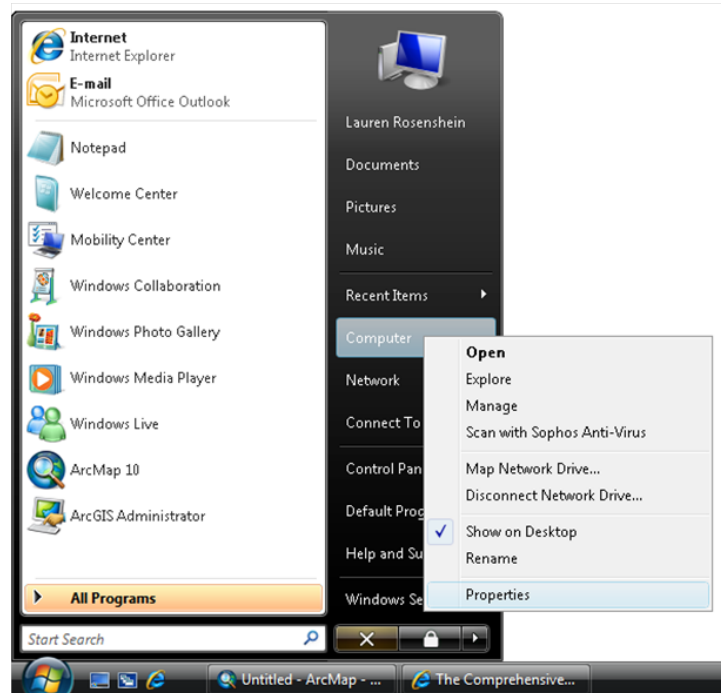 Internet
Internet Explorer
E-mail
Microsoft Office Outlook
Notepad
Welcome Center
Mobility Center
Windows Collaboration
Windows Photo Gallery
Windows Media Player
Windows Live
ArcMap 10
ArcGIS Administrator
All Programs
Start Search
Lauren Rosenshein
Documents
Pictures
Music
Recent Items
Computer
Network
Connect To
Control Pan
Default Prog
Help and Su
Windows Se
Open
Explore
Manage
Scan with Sophos Anti-Virus
Map Network Drive...
Disconnect Network Drive...
Show on Desktop
Rename
Properties
Untitled - ArcMap - ...
The Comprehensive...